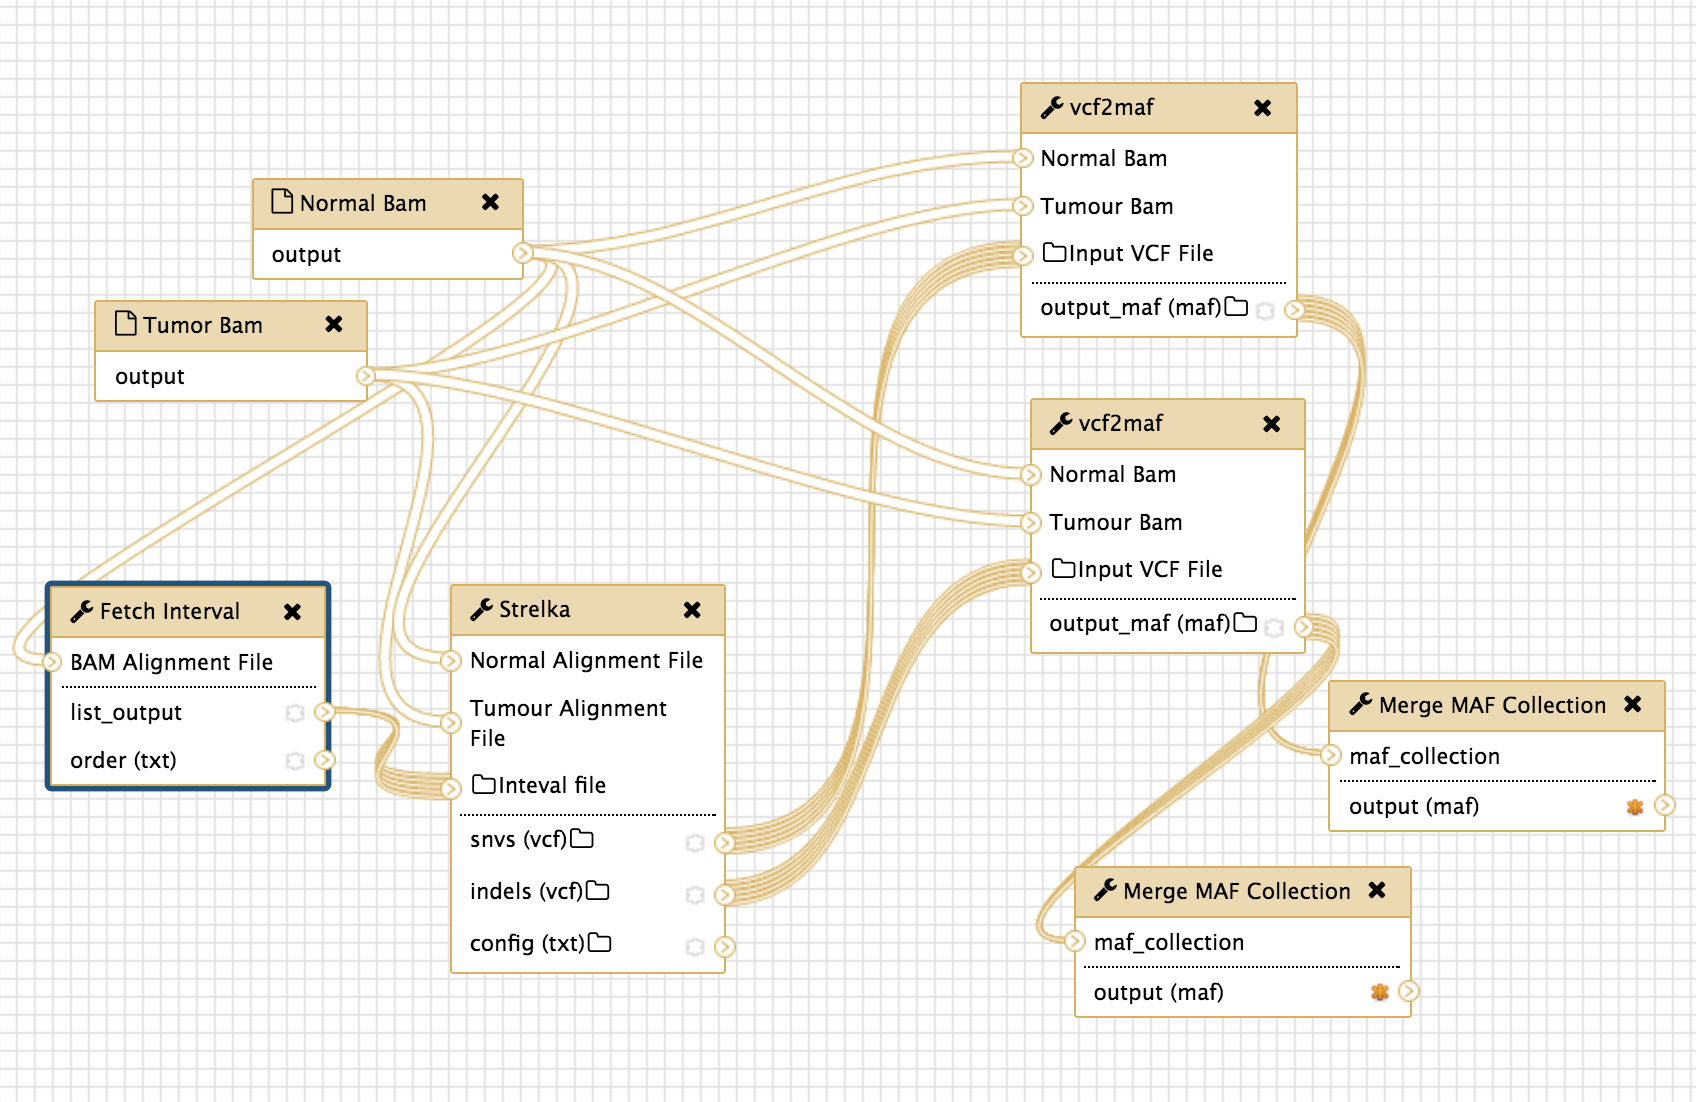 Normal Bam
output
Tumor Bam
output
Fetch Interval
BAM Alignment File
list_output
order (txt)
Strelka
Normal Alignment File
Tumour Alignment
File
Inteval file
snvs (vcf)
indels (vcf)
config (txt)
vcf2maf
Normal Bam
Tumour Bam
Input VCF File
output_maf (maf)
vcf2maf
Normal Bam
Tumour Bam
Input VCF File
output_maf (maf)
Merge MAF Collection
maf_collection
output (maf)
Merge MAF Collection
maf_collection
output (maf)